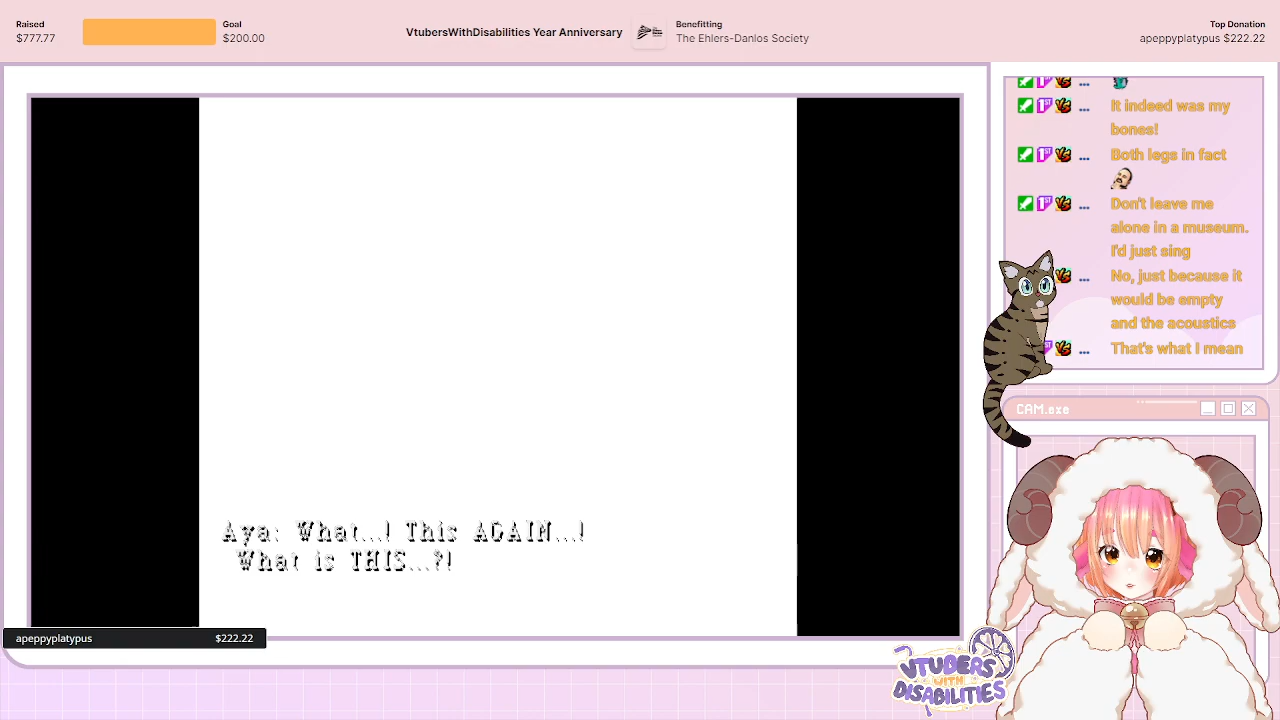 Raised
$777.77
Goal
$200.00
VtubersWithDisabilities Year Anniversary
Benefitting
The Ehlers-Danlos Society
Top Donation
apeppyplatypus $222.22
... It indeed was my
bones!
... Both legs in fact
... Don't leave me
alone in a museum.
I'd just sing
... No, just because it
would be empty
and the acoustics
... That's what I mean
Aya: What...! This AGAIN...!
What is THIS...?!
apeppyplatypus $222.22
CAM.exe
VTUBERS
WITH
DISABILITIES